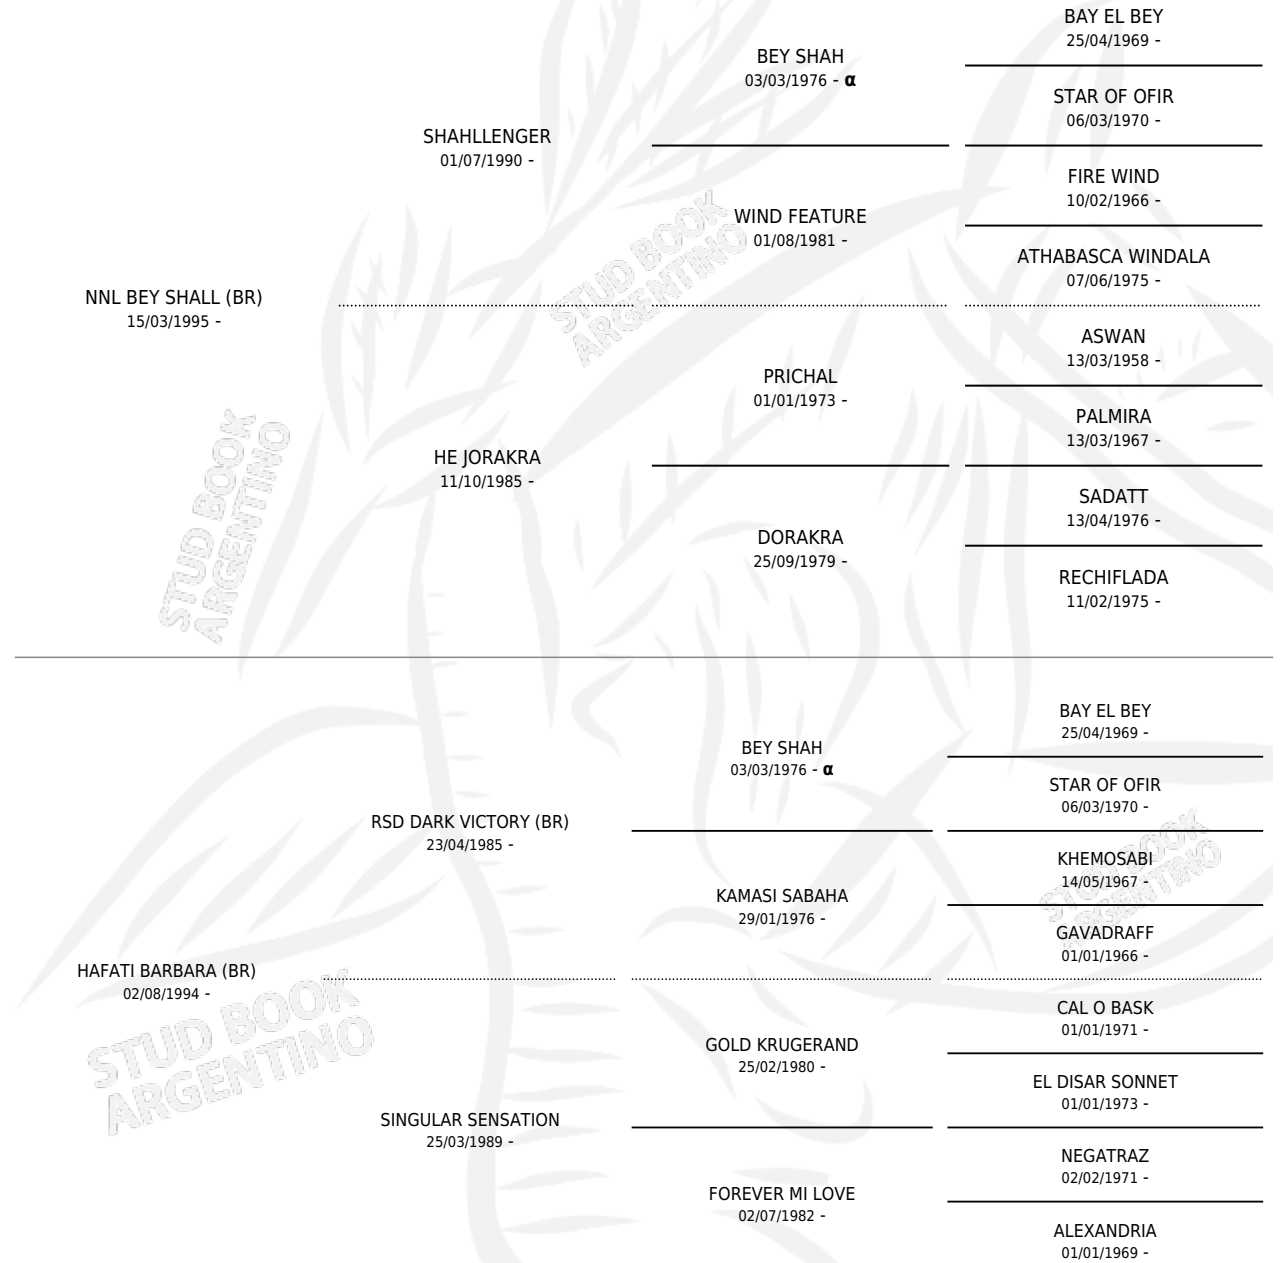 BAY EL BEY
25/04/1969 -
BEY SHAH
03/03/1976 - α
STAR OF OFIR
06/03/1970 -
SHAHLLENGER
01/07/1990 -
FIRE WIND
10/02/1966 -
WIND FEATURE
01/08/1981 -
ATHABASCA WINDALA
07/06/1975 -
NNL BEY SHALL (BR)
15/03/1995 -
ASWAN
13/03/1958 -
PRICHAL
01/01/1973 -
PALMIRA
13/03/1967 -
HE JORAKRA
11/10/1985 -
SADATT
13/04/1976 -
DORAKRA
25/09/1979 -
RECHIFLADA
11/02/1975 -
BAY EL BEY
25/04/1969 -
BEY SHAH
03/03/1976 - α
STAR OF OFIR
06/03/1970 -
RSD DARK VICTORY (BR)
23/04/1985 -
KHEMOSABI
14/05/1967 -
KAMASI SABAHA
29/01/1976 -
GAVADRAFF
01/01/1966 -
HAFATI BARBARA (BR)
02/08/1994 -
CAL O BASK
01/01/1971 -
GOLD KRUGERAND
25/02/1980 -
EL DISAR SONNET
01/01/1973 -
SINGULAR SENSATION
25/03/1989 -
NEGATRAZ
02/02/1971 -
FOREVER MI LOVE
02/07/1982 -
ALEXANDRIA
01/01/1969 -
STUD BOOK
ARGENTINO
STUD BOOK
ARGENTINO
STUD BOOK
ARGENTINO
STUD BOOK
ARGENTINO